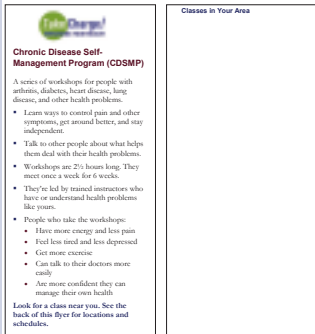 Take Charge!
Chronic Disease Self-
Management Program (CDSMP)
A series of workshops for people with
arthritis, diabetes, heart disease, lung
disease, and other health problems.
• Learn ways to control pain and other
symptoms, get around better, and stay
independent.
• Talk to other people about what helps
them deal with their health problems.
• Workshops are 2½ hours long. They
meet once a week for 6 weeks.
• They're led by trained instructors who
have or understand health problems
like yours.
• People who take the workshops:
• Have more energy and less pain
• Feel less tired and less depressed
• Get more exercise
• Can talk to their doctors more
easily
• Are more confident they can
manage their own health
Look for a class near you. See the
back of this flyer for locations and
schedules.
Classes in Your Area